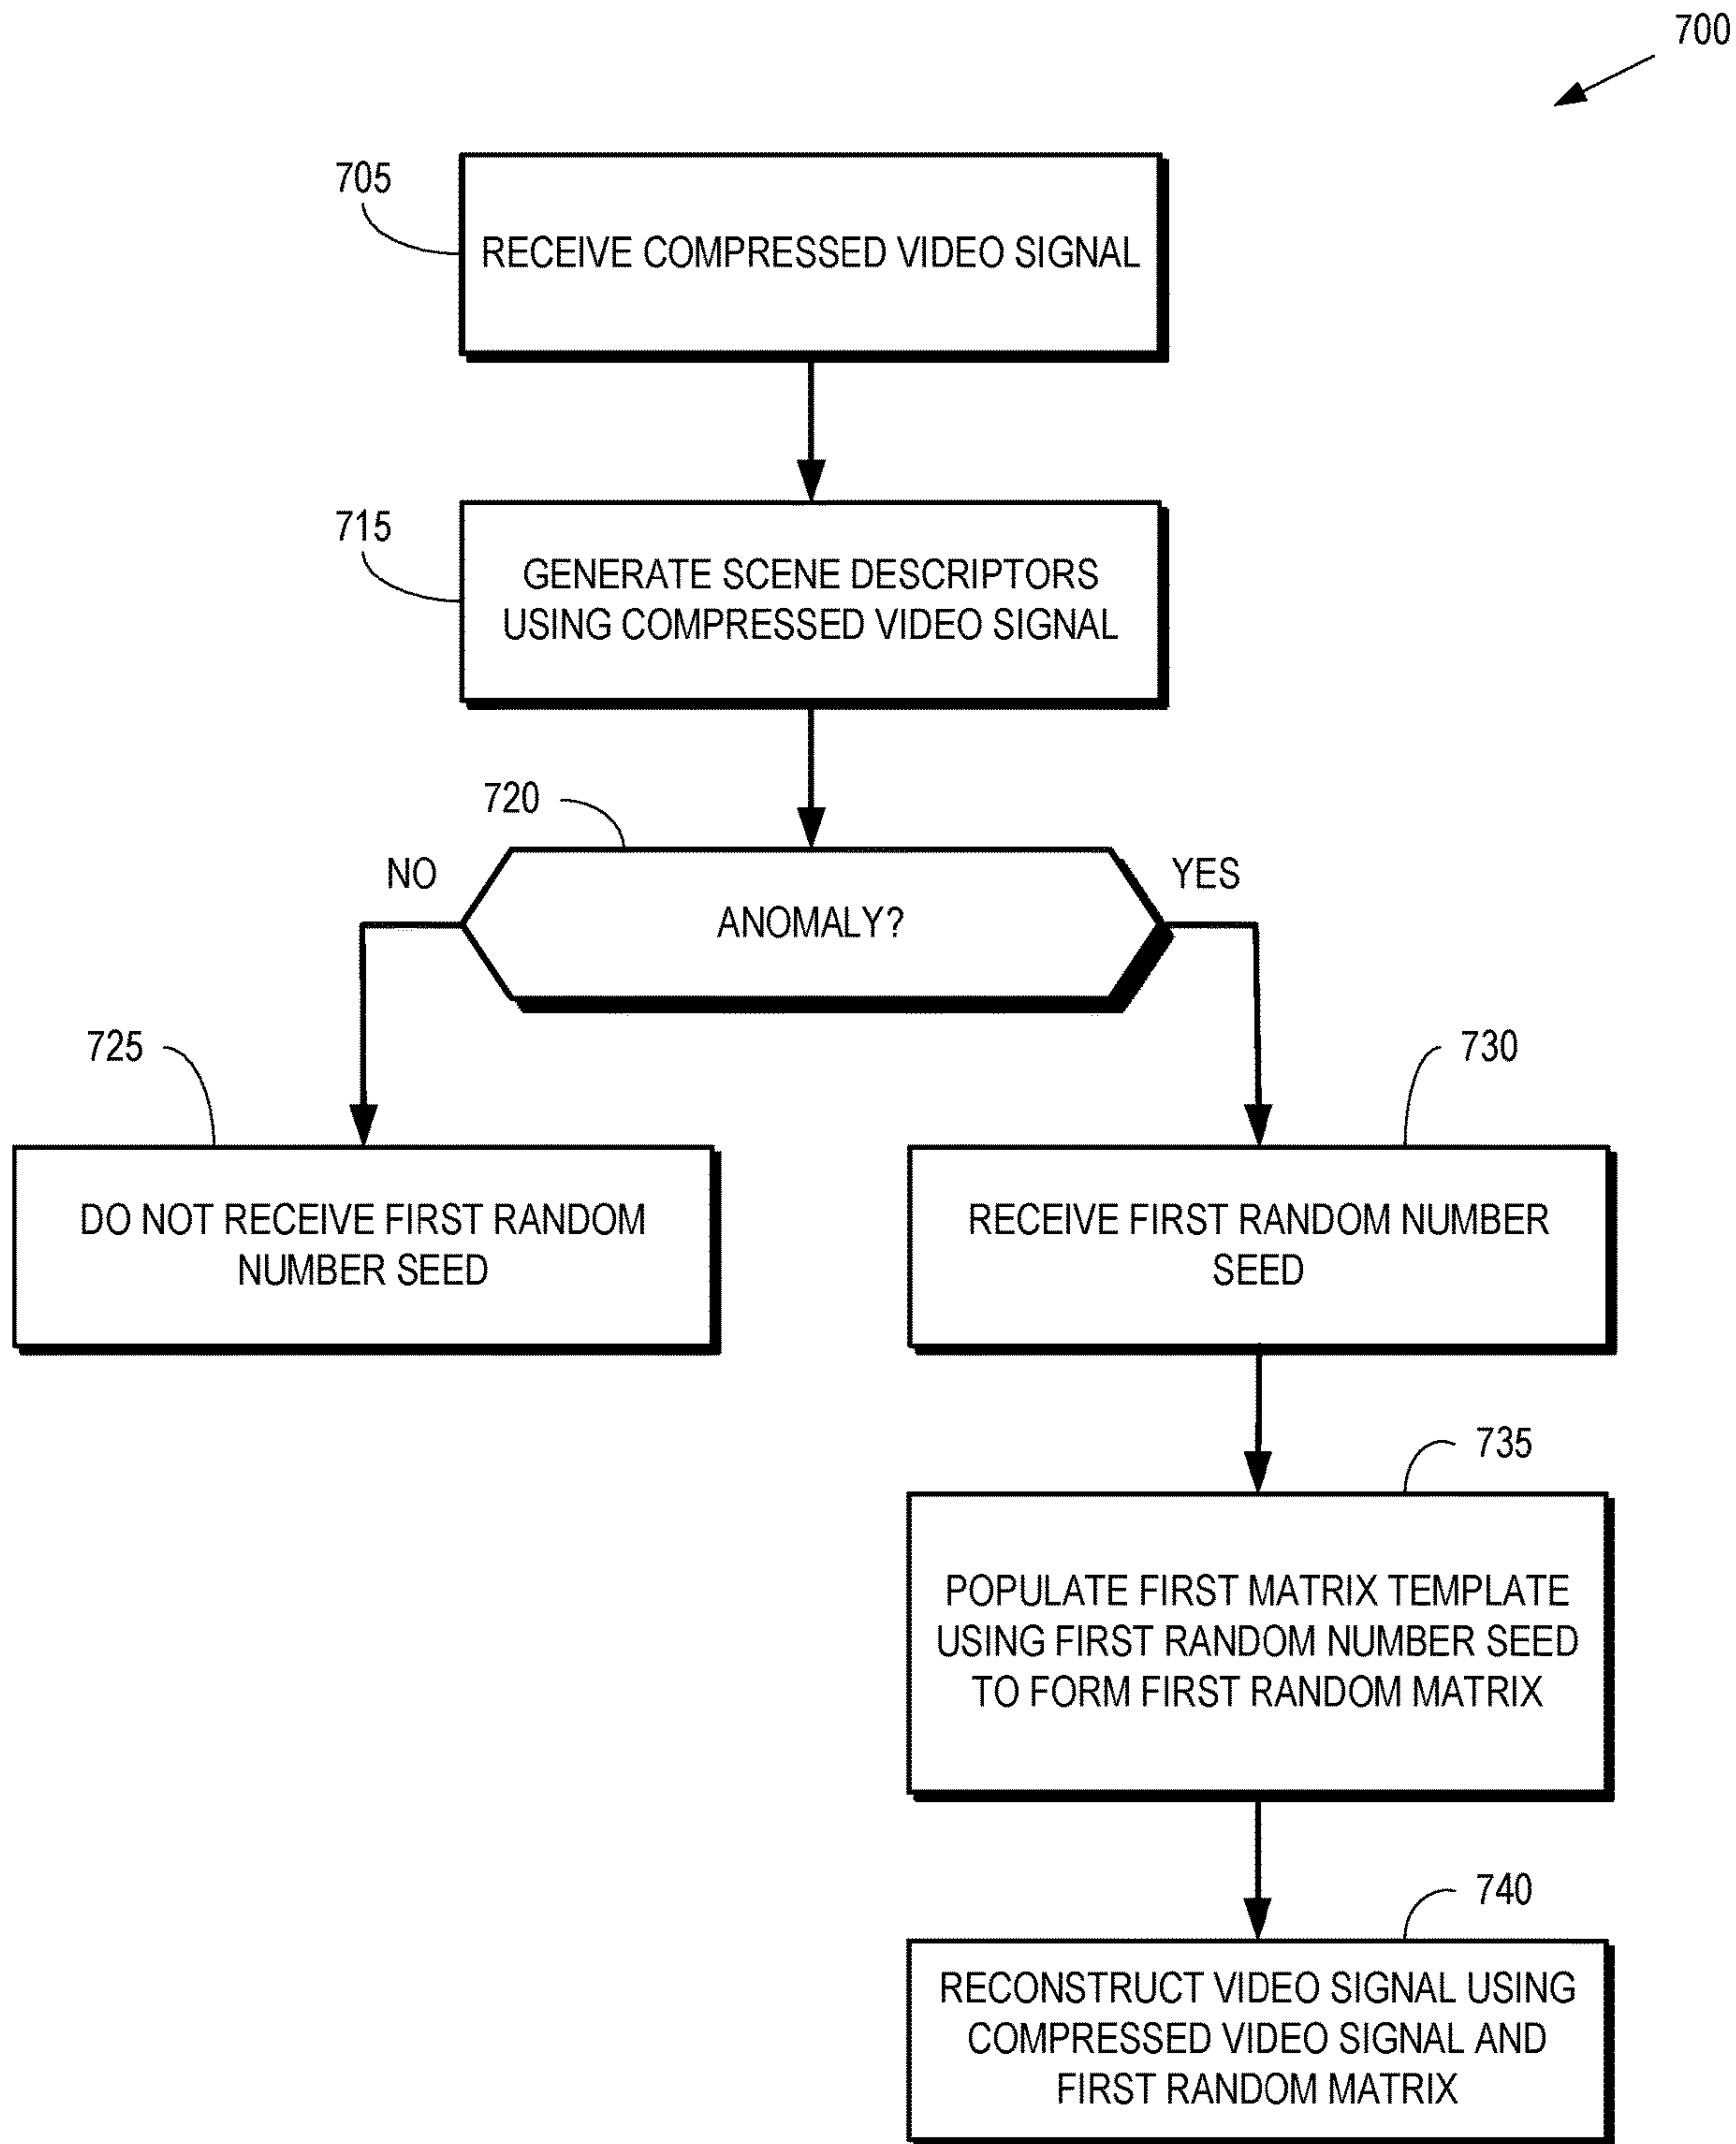 700
705
RECEIVE COMPRESSED VIDEO SIGNAL
715
GENERATE SCENE DESCRIPTORS
USING COMPRESSED VIDEO SIGNAL
720
NO
YES
ANOMALY?
725
730
DO NOT RECEIVE FIRST RANDOM
NUMBER SEED
RECEIVE FIRST RANDOM NUMBER
SEED
735
POPULATE FIRST MATRIX TEMPLATE
USING FIRST RANDOM NUMBER SEED
TO FORM FIRST RANDOM MATRIX
740
RECONSTRUCT VIDEO SIGNAL USING
COMPRESSED VIDEO SIGNAL AND
FIRST RANDOM MATRIX